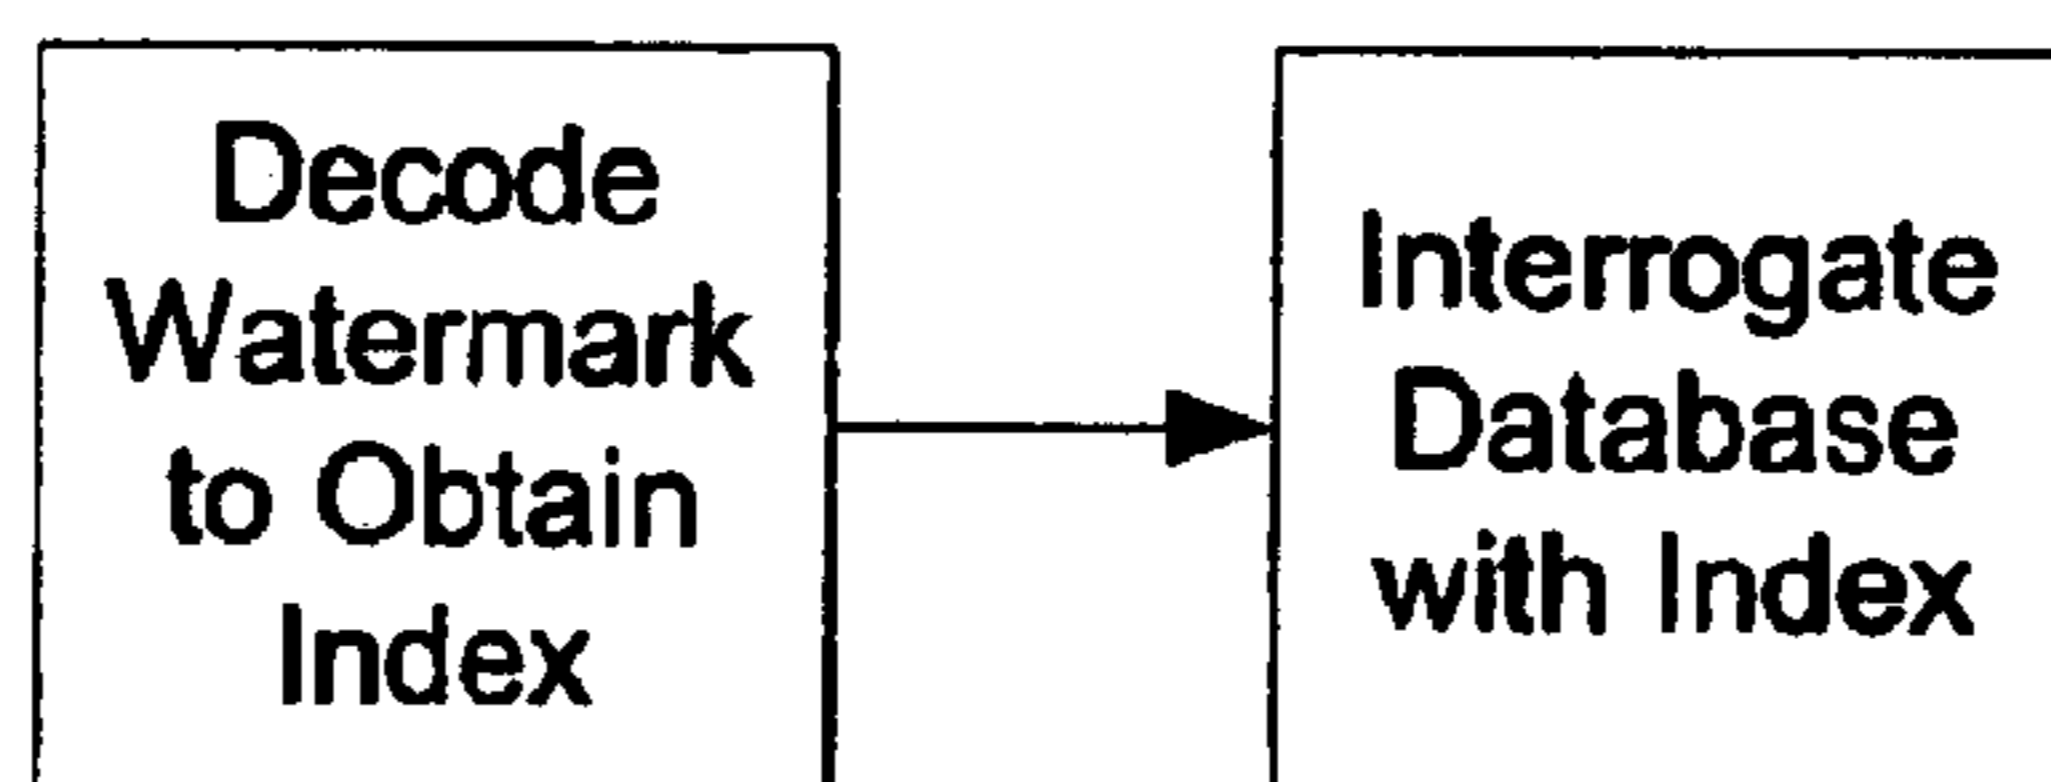 Decode
Watermark
to Obtain
Index
Interrogate
Database
with Index